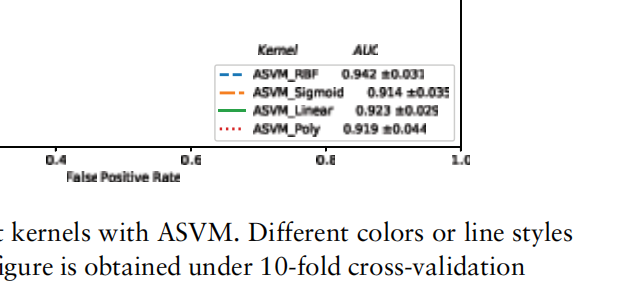 Kernel AUC
ASVM_RBF 0.942 ±0.031
ASVM_Sigmoid 0.914 ±0.035
ASVM_Linear 0.923 ±0.029
ASVM_Poly 0.919 ±0.044
0.4 0.6 0.8 1.0
False Positive Rate
t kernels with ASVM. Different colors or line styles
igure is obtained under 10-fold cross-validation